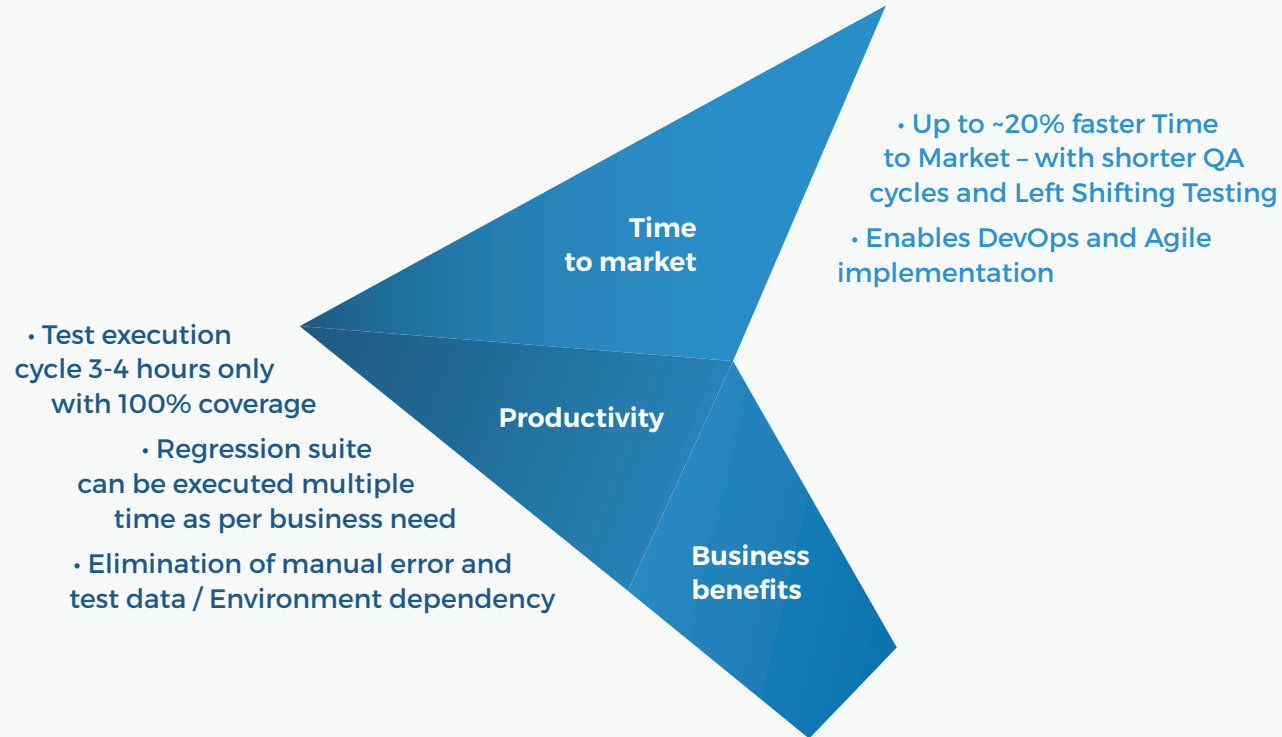 • Up to ~20% faster Time
to Market – with shorter QA
cycles and Left Shifting Testing
• Enables DevOps and Agile
implementation
Time
to market
• Test execution
cycle 3-4 hours only
with 100% coverage
• Regression suite
can be executed multiple
time as per business need
• Elimination of manual error and
test data / Environment dependency
Productivity
Business
benefits